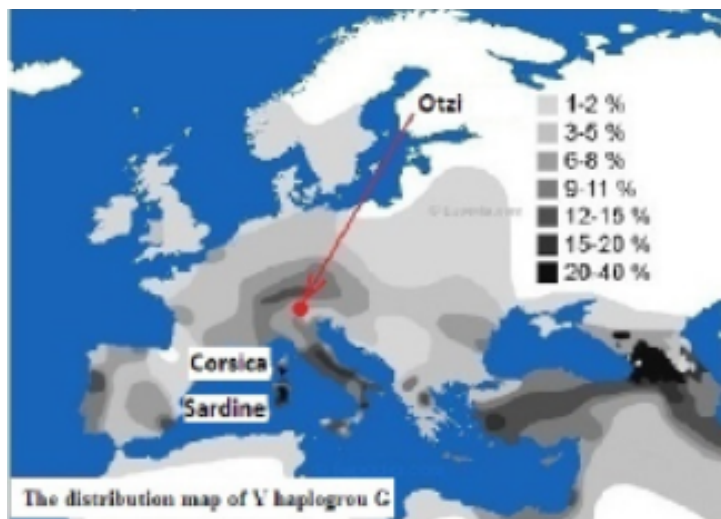 Otzi
1-2 %
3-5 %
6-8 %
9-11 %
12-15 %
15-20 %
20-40 %
Corsica
Sardine
The distribution map of Y haplogrou G